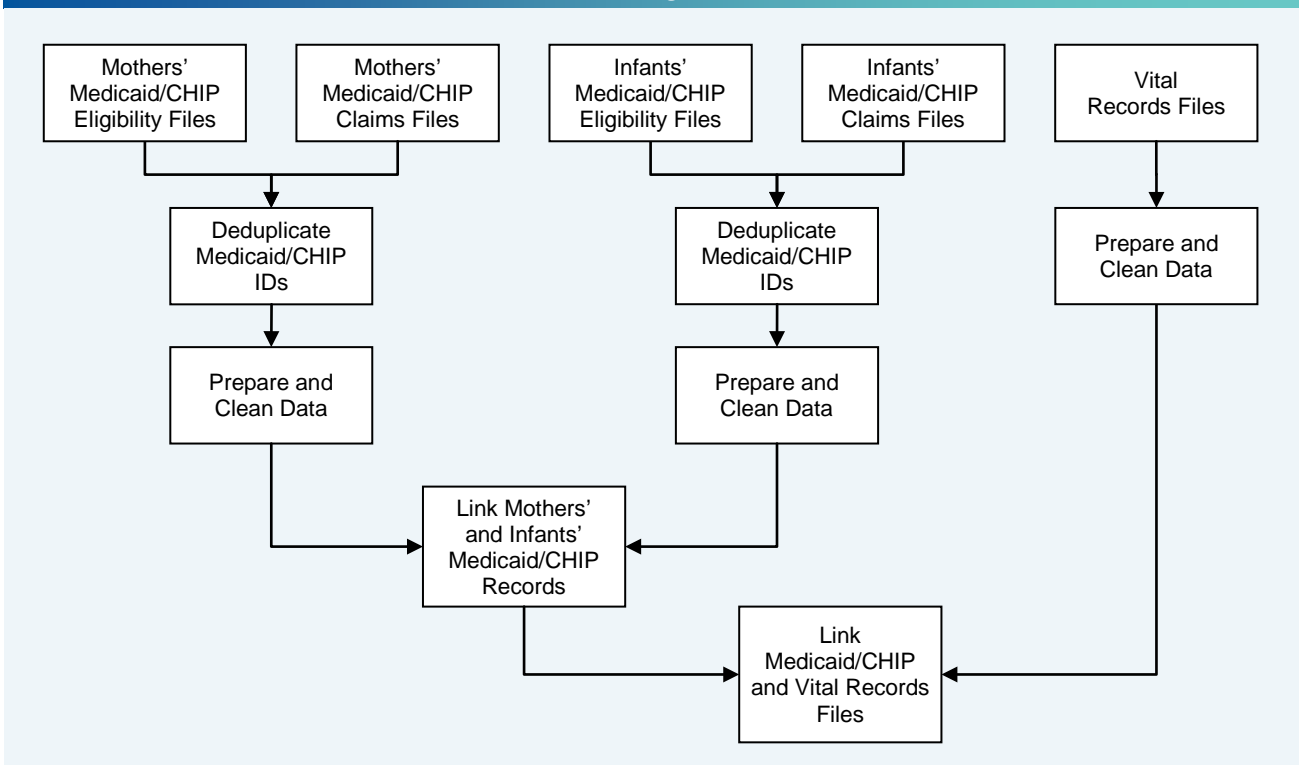 Mothers’
Medicaid/CHIP
Eligibility Files
Mothers’
Medicaid/CHIP
Claims Files
Infants’
Medicaid/CHIP
Eligibility Files
Infants’
Medicaid/CHIP
Claims Files
Vital
Records Files
Deduplicate
Medicaid/CHIP
IDs
Deduplicate
Medicaid/CHIP
IDs
Prepare and
Clean Data
Prepare and
Clean Data
Prepare and
Clean Data
Link Mothers’
and Infants’
Medicaid/CHIP
Records
Link
Medicaid/CHIP
and Vital Records
Files